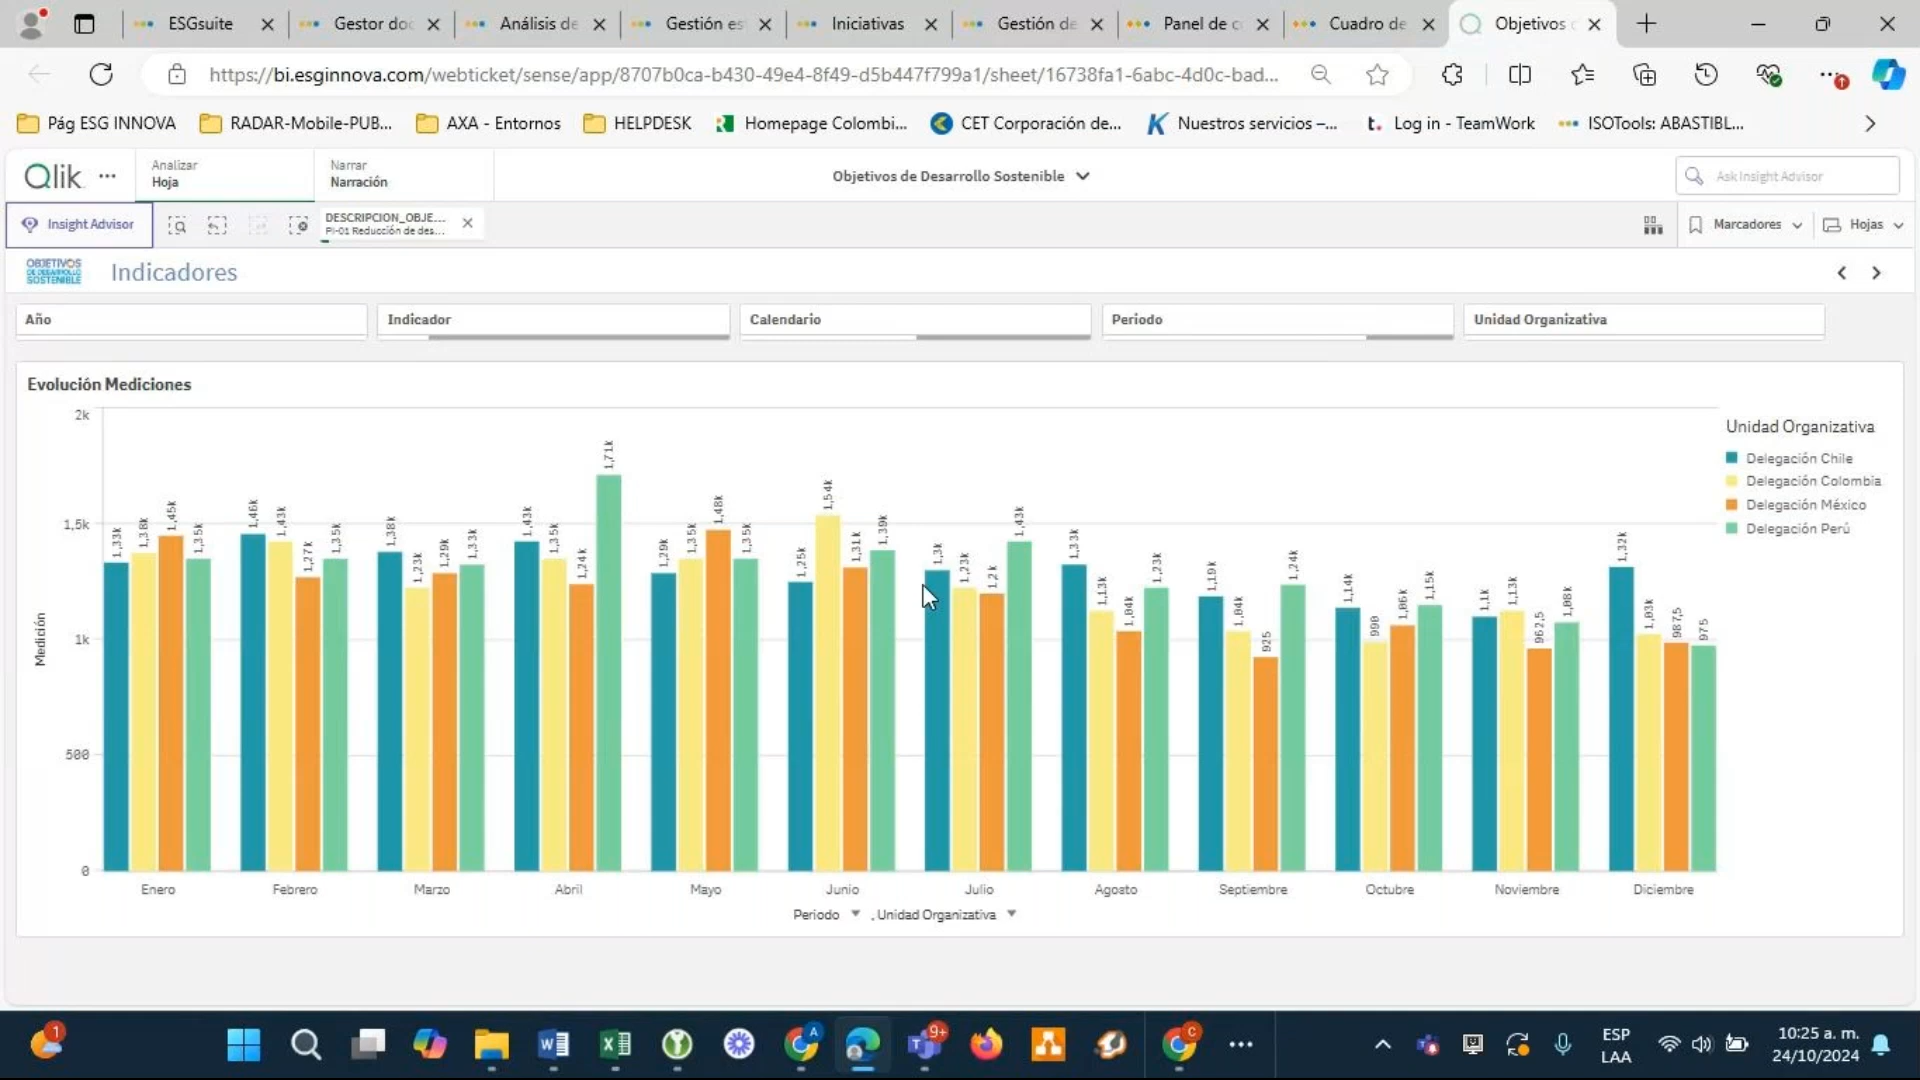 ESGsuite
Gestor doc
Análisis de
Gestión es
Iniciativas
Gestión de
Panel de c
Cuadro de
Objetivos
https://bi.esginnova.com/webticket/sense/app/8707b0ca-b430-49e4-8f49-d5b447f799a1/sheet/16738fa1-6abc-4d0c-bad...
Pág ESG INNOVA
RADAR-Mobile-PUB...
AXA - Entornos
HELPDESK
Homepage Colombi...
CET Corporación de...
Nuestros servicios –...
t. Log in - TeamWork
ISOTools: ABASTIBL...
Qlik
Analizar
Hoja
Narrar
Narración
Objetivos de Desarrollo Sostenible
Ask Insight Advisor
Insight Advisor
DESCRIPCION_OBJE...
PI-01 Reducción de des...
Marcadores
Hojas
OBJETIVOS
DE DESARROLLO
SOSTENIBLE
Indicadores
Año
Indicador
Calendario
Periodo
Unidad Organizativa
Evolución Mediciones
Medición
2k
1,5k
1k
500
0
1,33k 1,38k 1,45k 1,35k
1,46k 1,43k 1,27k 1,35k
1,38k 1,23k 1,29k 1,33k
1,43k 1,35k 1,24k 1,71k
1,29k 1,35k 1,48k 1,35k
1,25k 1,54k 1,31k 1,39k
1,3k 1,23k 1,2k 1,43k
1,33k 1,13k 1,04k 1,23k
1,19k 1,04k 925 1,24k
1,14k 990 1,06k 1,15k
1,1k 1,13k 962,5 1,08k
1,32k 1,03k 987,5 975
Enero
Febrero
Marzo
Abril
Mayo
Junio
Julio
Agosto
Septiembre
Octubre
Noviembre
Diciembre
Periodo , Unidad Organizativa
Unidad Organizativa
Delegación Chile
Delegación Colombia
Delegación México
Delegación Perú
1
A
9+
C
ESP
LAA
10:25 a. m.
24/10/2024